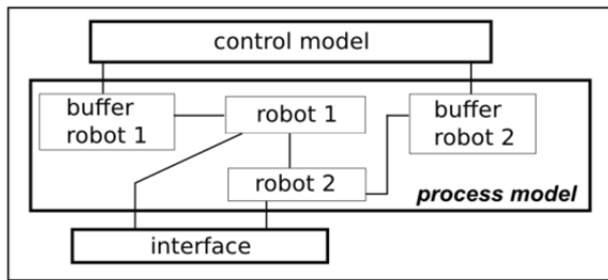 control model
buffer
robot 1
robot 1
buffer
robot 2
robot 2
process model
interface